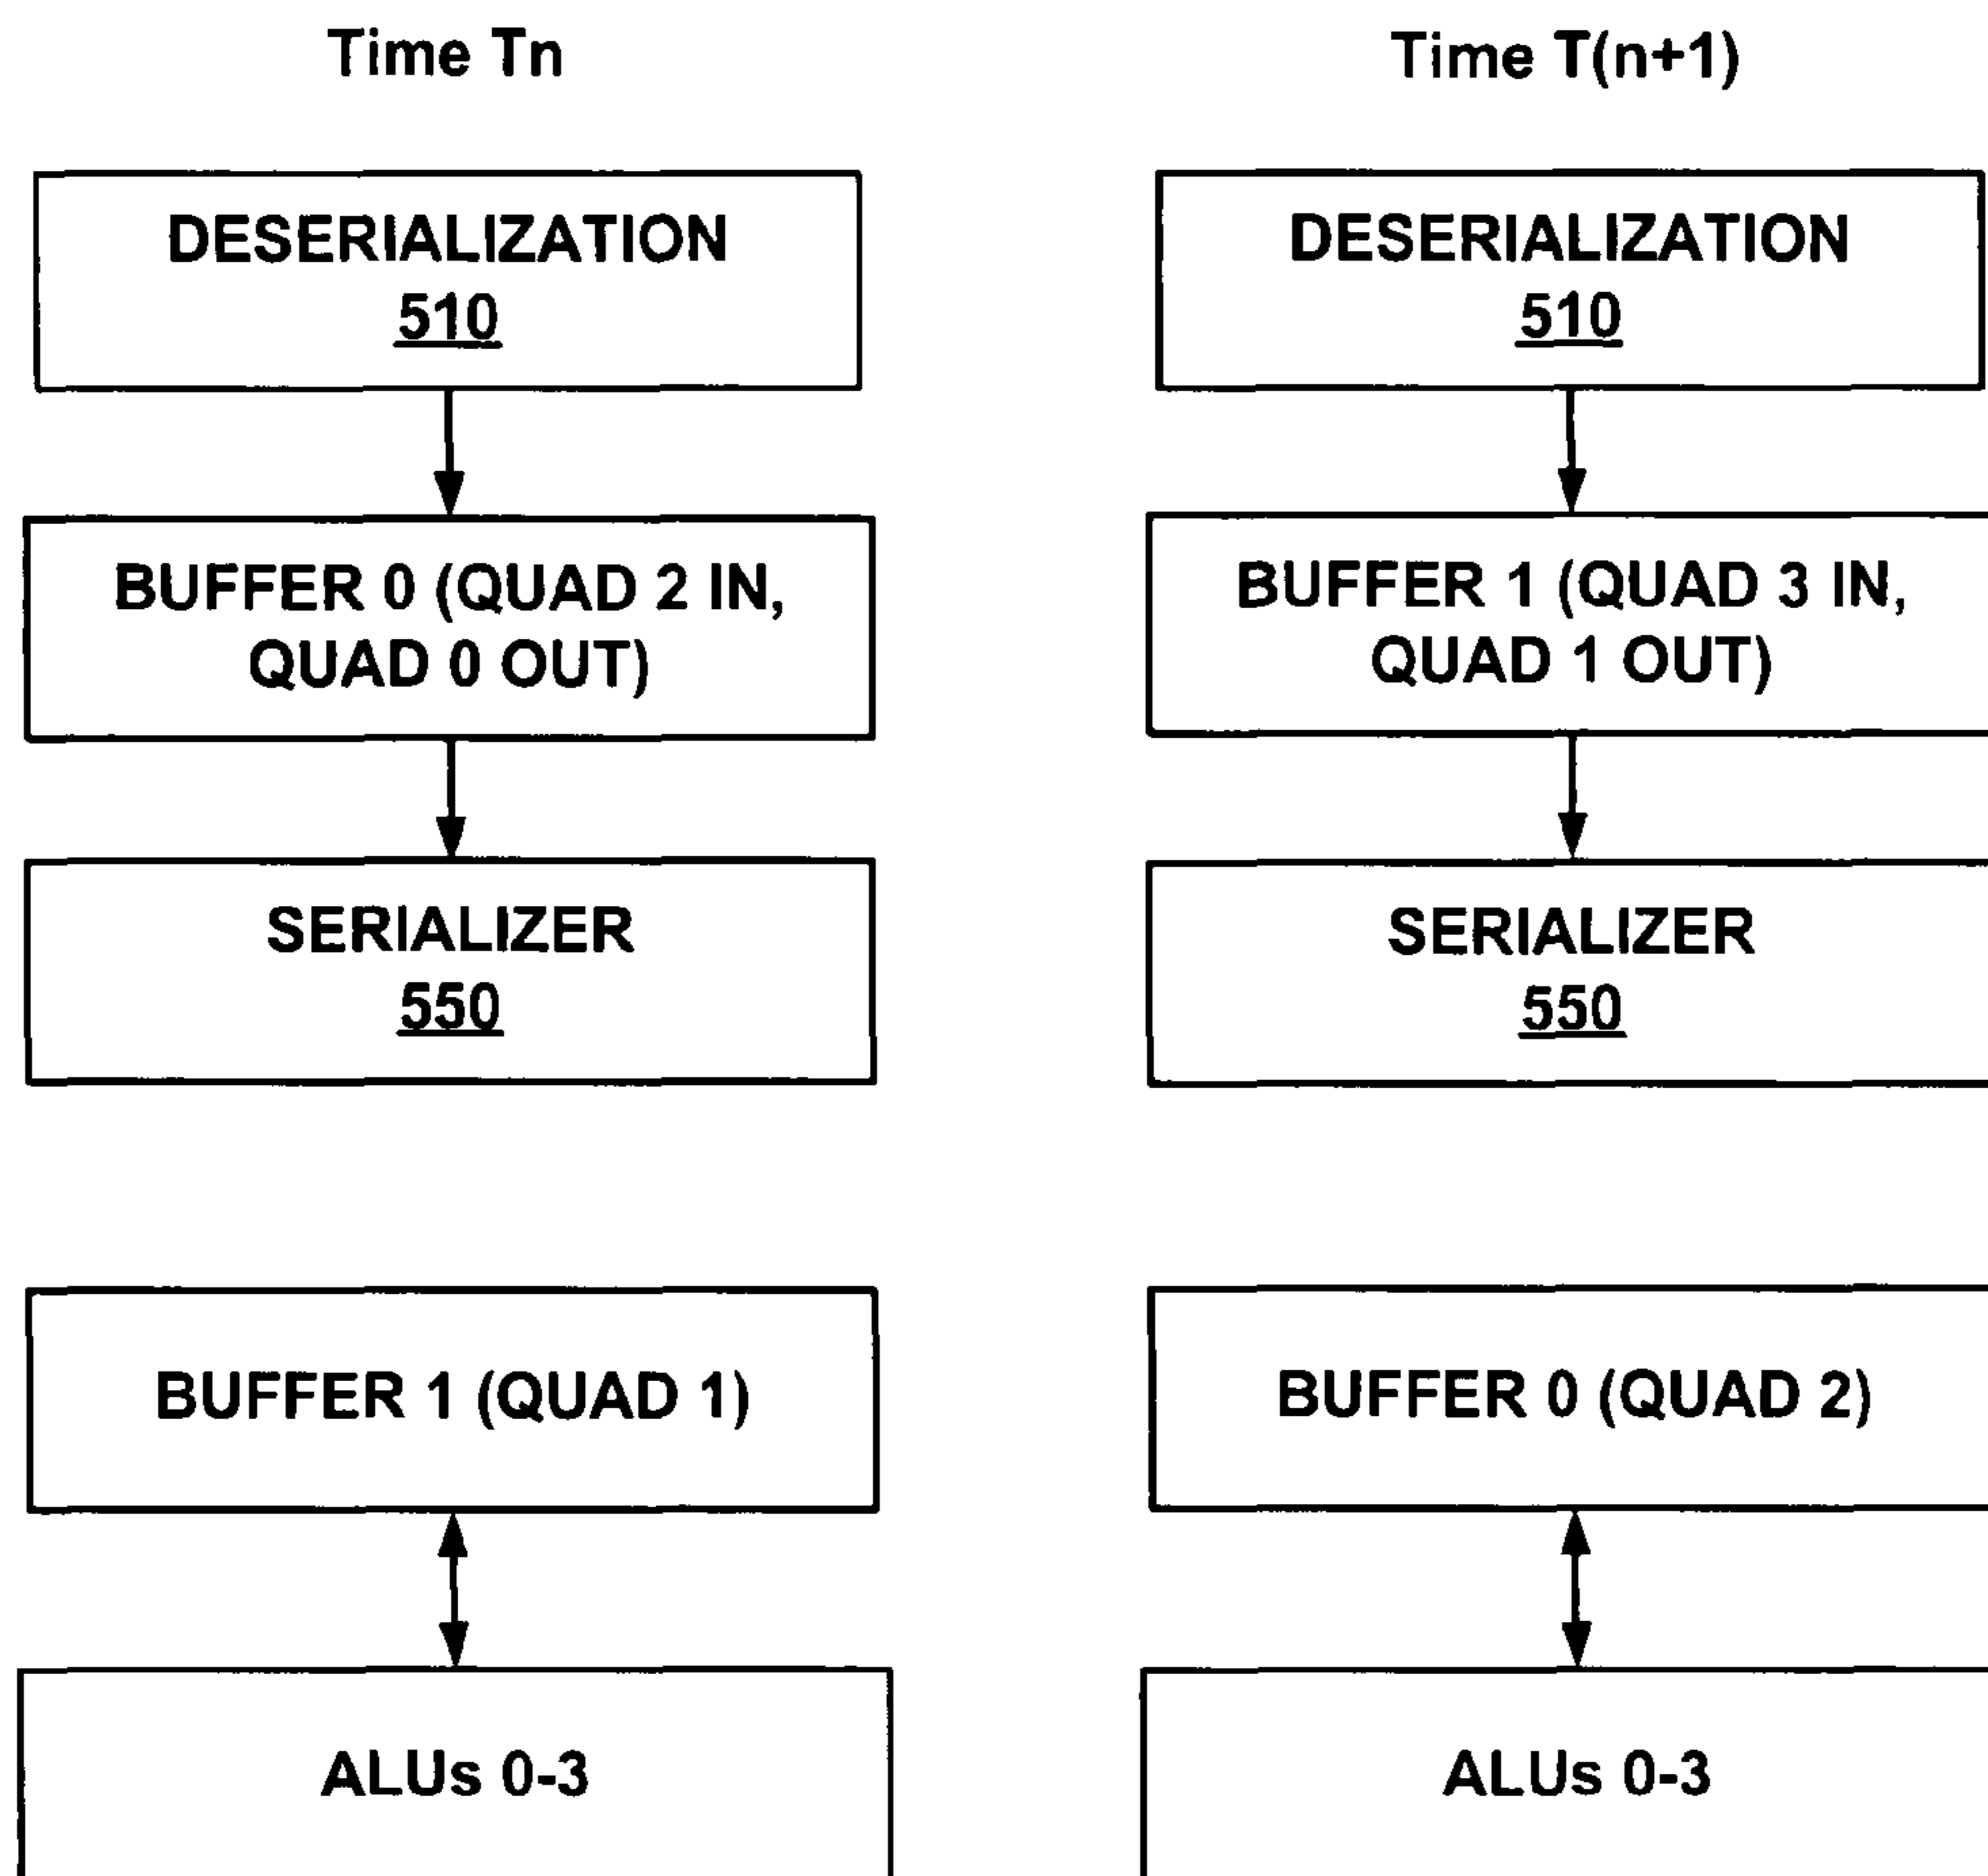 Time Tn
DESERIALIZATION
510
BUFFER 0 (QUAD 2 IN,
QUAD 0 OUT)
SERIALIZER
550
BUFFER 1 (QUAD 1)
ALUs 0-3
Time T(n+1)
DESERIALIZATION
510
BUFFER 1 (QUAD 3 IN,
QUAD 1 OUT)
SERIALIZER
550
BUFFER 0 (QUAD 2)
ALUs 0-3